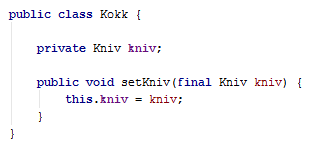 public class Kokk {
private Kniv kniv;
public void setKniv(final Kniv kniv) {
this.kniv = kniv;
}
}